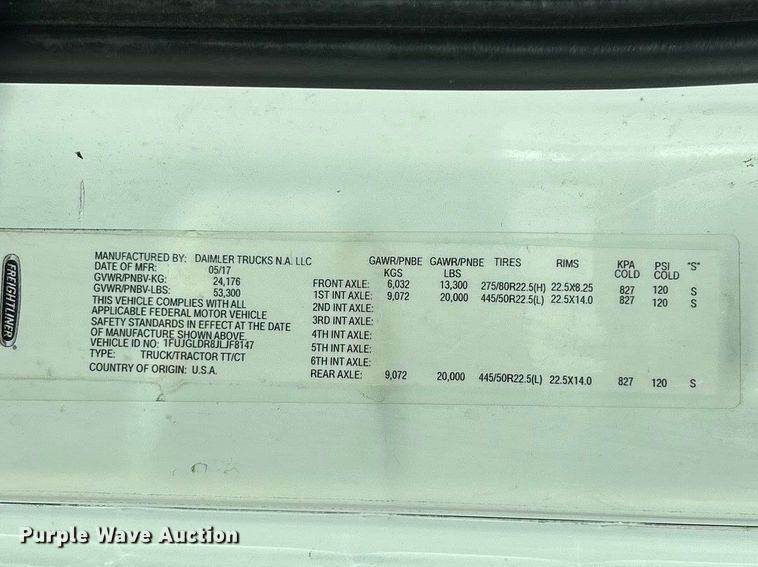 FREIGHTLINER
MANUFACTURED BY: DAIMLER TRUCKS N.A. LLC
DATE OF MFR: 05/17
GVWR/PNBV-KG: 24,176
GVWR/PNBV-LBS: 53,300
THIS VEHICLE COMPLIES WITH ALL
APPLICABLE FEDERAL MOTOR VEHICLE
SAFETY STANDARDS IN EFFECT AT THE DATE
OF MANUFACTURE SHOWN ABOVE.
VEHICLE ID NO: 1FUJGLDR8JLJF8147
TYPE: TRUCK/TRACTOR TT/CT
COUNTRY OF ORIGIN: U.S.A.
GAWR/PNBE KGS GAWR/PNBE LBS TIRES RIMS KPA COLD PSI COLD "S"
FRONT AXLE: 6,032 13,300 275/80R22.5(H) 22.5X8.25 827 120 S
1ST INT AXLE: 9,072 20,000 445/50R22.5(L) 22.5X14.0 827 120 S
2ND INT AXLE:
3RD INT AXLE:
4TH INT AXLE:
5TH INT AXLE:
6TH INT AXLE:
REAR AXLE: 9,072 20,000 445/50R22.5(L) 22.5X14.0 827 120 S
Purple Wave Auction